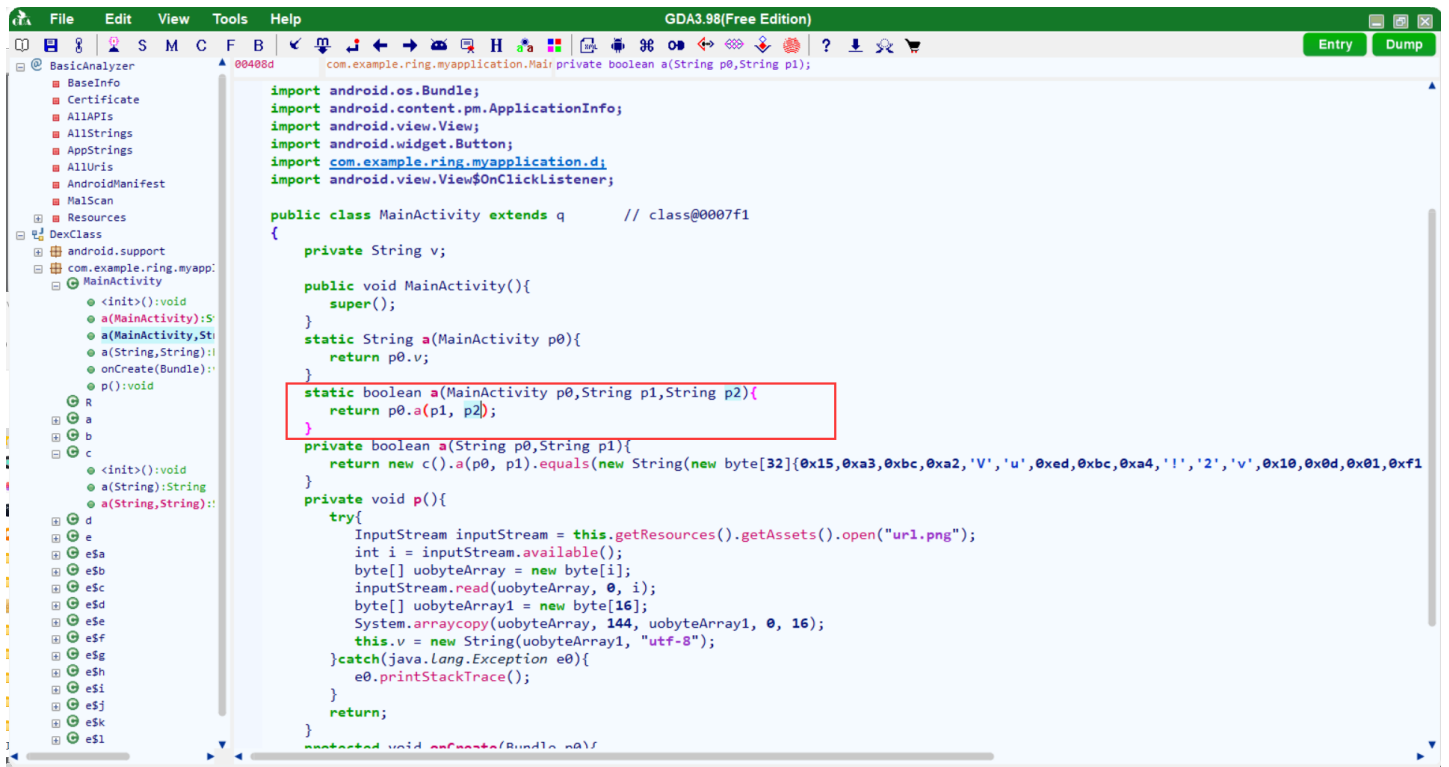 GDA File Edit View Tools Help GDA3.98(Free Edition)
S M C F B H ? Entry Dump
BasicAnalyzer
BaseInfo
Certificate
AllAPIs
AllStrings
AppStrings
AllUris
AndroidManifest
MalScan
Resources
DexClass
android.support
com.example.ring.myappl
MainActivity
<init>():void
a(MainActivity):S
a(MainActivity,St
a(String,String):
onCreate(Bundle):
p():void
R
a
b
c
<init>():void
a(String):String
a(String,String):
d
e
e$a
e$b
e$c
e$d
e$e
e$f
e$g
e$h
e$i
e$j
e$k
e$l
00408d com.example.ring.myapplication.Mai private boolean a(String p0,String p1);
import android.os.Bundle;
import android.content.pm.ApplicationInfo;
import android.view.View;
import android.widget.Button;
import com.example.ring.myapplication.d;
import android.view.View$OnClickListener;
public class MainActivity extends q // class@0007f1
{
private String v;
public void MainActivity(){
super();
}
static String a(MainActivity p0){
return p0.v;
}
static boolean a(MainActivity p0,String p1,String p2){
return p0.a(p1, p2);
}
private boolean a(String p0,String p1){
return new c().a(p0, p1).equals(new String(new byte[32]{0x15,0xa3,0xbc,0xa2,'V','u',0xed,0xbc,0xa4,'!','2','v',0x10,0x0d,0x01,0xf1
}
private void p(){
try{
InputStream inputStream = this.getResources().getAssets().open("url.png");
int i = inputStream.available();
byte[] uobyteArray = new byte[i];
inputStream.read(uobyteArray, 0, i);
byte[] uobyteArray1 = new byte[16];
System.arraycopy(uobyteArray, 144, uobyteArray1, 0, 16);
this.v = new String(uobyteArray1, "utf-8");
}catch(java.lang.Exception e0){
e0.printStackTrace();
}
return;
}
protected void onCreate(Bundle p0){